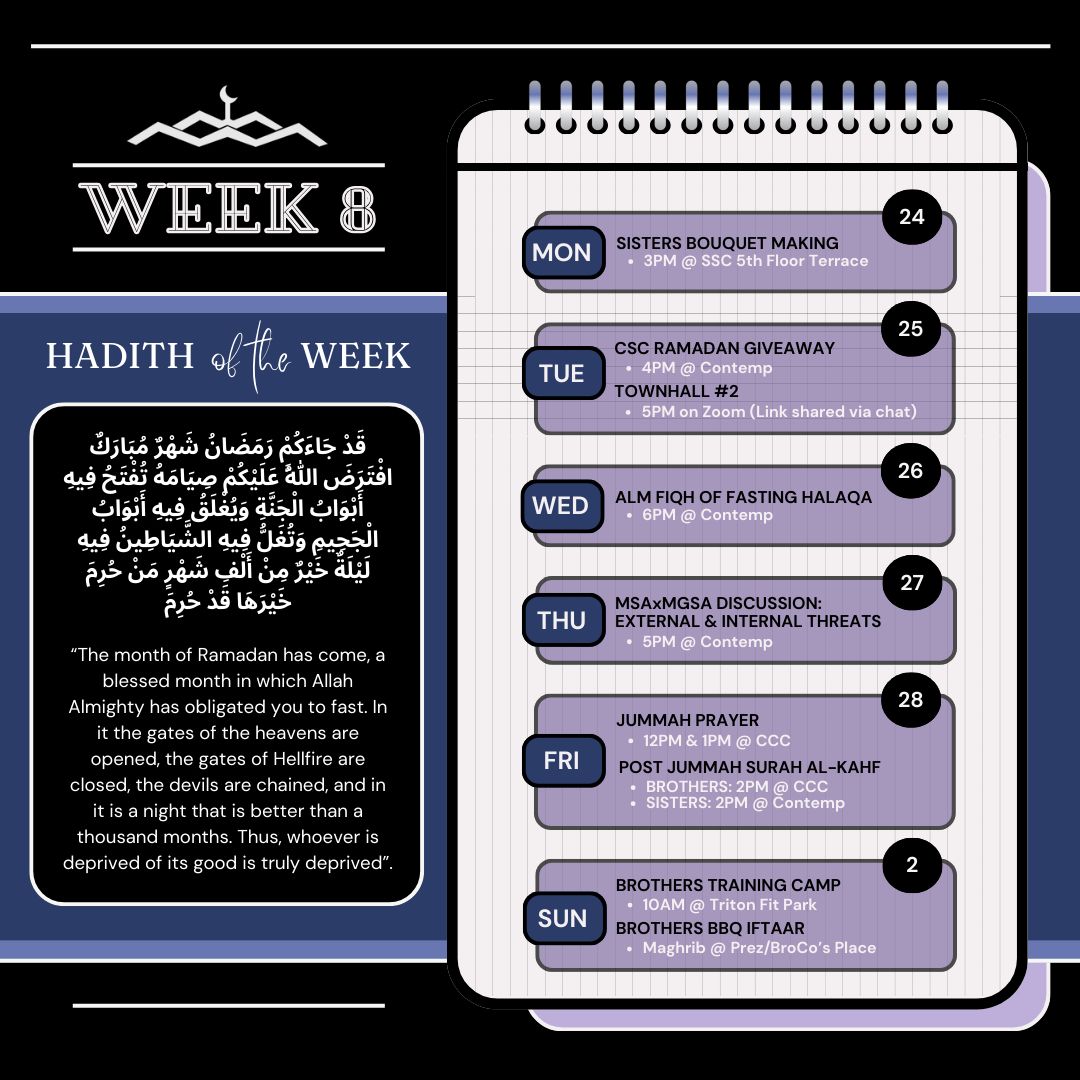 WEEK 8
HADITH of the WEEK
قَدْ جَاءَكُمْ رَمَضَانُ شَهْرٌ مُبَارَكٌ
افْتَرَضَ اللَّهُ عَلَيْكُمْ صِيَامَهُ تُفْتَحُ فِيهِ
أَبْوَابُ الْجَنَّةِ وَيُغْلَقُ فِيهِ أَبْوَابُ
الْجَحِيمِ وَتُغَلُّ فِيهِ الشَّيَاطِينُ فِيهِ
لَيْلَةٌ خَيْرٌ مِنْ أَلْفِ شَهْرٍ مَنْ حُرِمَ
خَيْرَهَا قَدْ حُرِمَ
“The month of Ramadan has come, a
blessed month in which Allah
Almighty has obligated you to fast. In
it the gates of the heavens are
opened, the gates of Hellfire are
closed, the devils are chained, and in
it is a night that is better than a
thousand months. Thus, whoever is
deprived of its good is truly deprived”.
24
MON
SISTERS BOUQUET MAKING
• 3PM @ SSC 5th Floor Terrace
25
TUE
CSC RAMADAN GIVEAWAY
• 4PM @ Contemp
TOWNHALL #2
• 5PM on Zoom (Link shared via chat)
26
WED
ALM FIQH OF FASTING HALAQA
• 6PM @ Contemp
27
THU
MSAxMGSA DISCUSSION:
EXTERNAL & INTERNAL THREATS
• 5PM @ Contemp
28
FRI
JUMMAH PRAYER
• 12PM & 1PM @ CCC
POST JUMMAH SURAH AL-KAHF
• BROTHERS: 2PM @ CCC
• SISTERS: 2PM @ Contemp
2
SUN
BROTHERS TRAINING CAMP
• 10AM @ Triton Fit Park
BROTHERS BBQ IFTAAR
• Maghrib @ Prez/BroCo’s Place